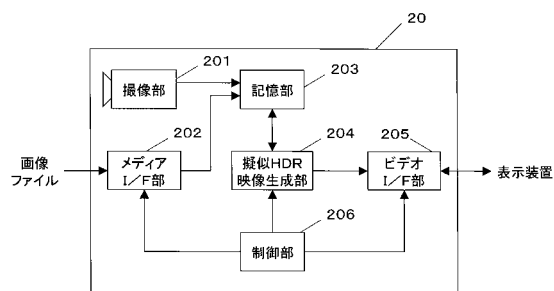 20
201
撮像部
203
記憶部
202
画像
ファイル
メディア
I/F部
204
擬似HDR
映像生成部
205
ビデオ
I/F部
表示装置
206
制御部